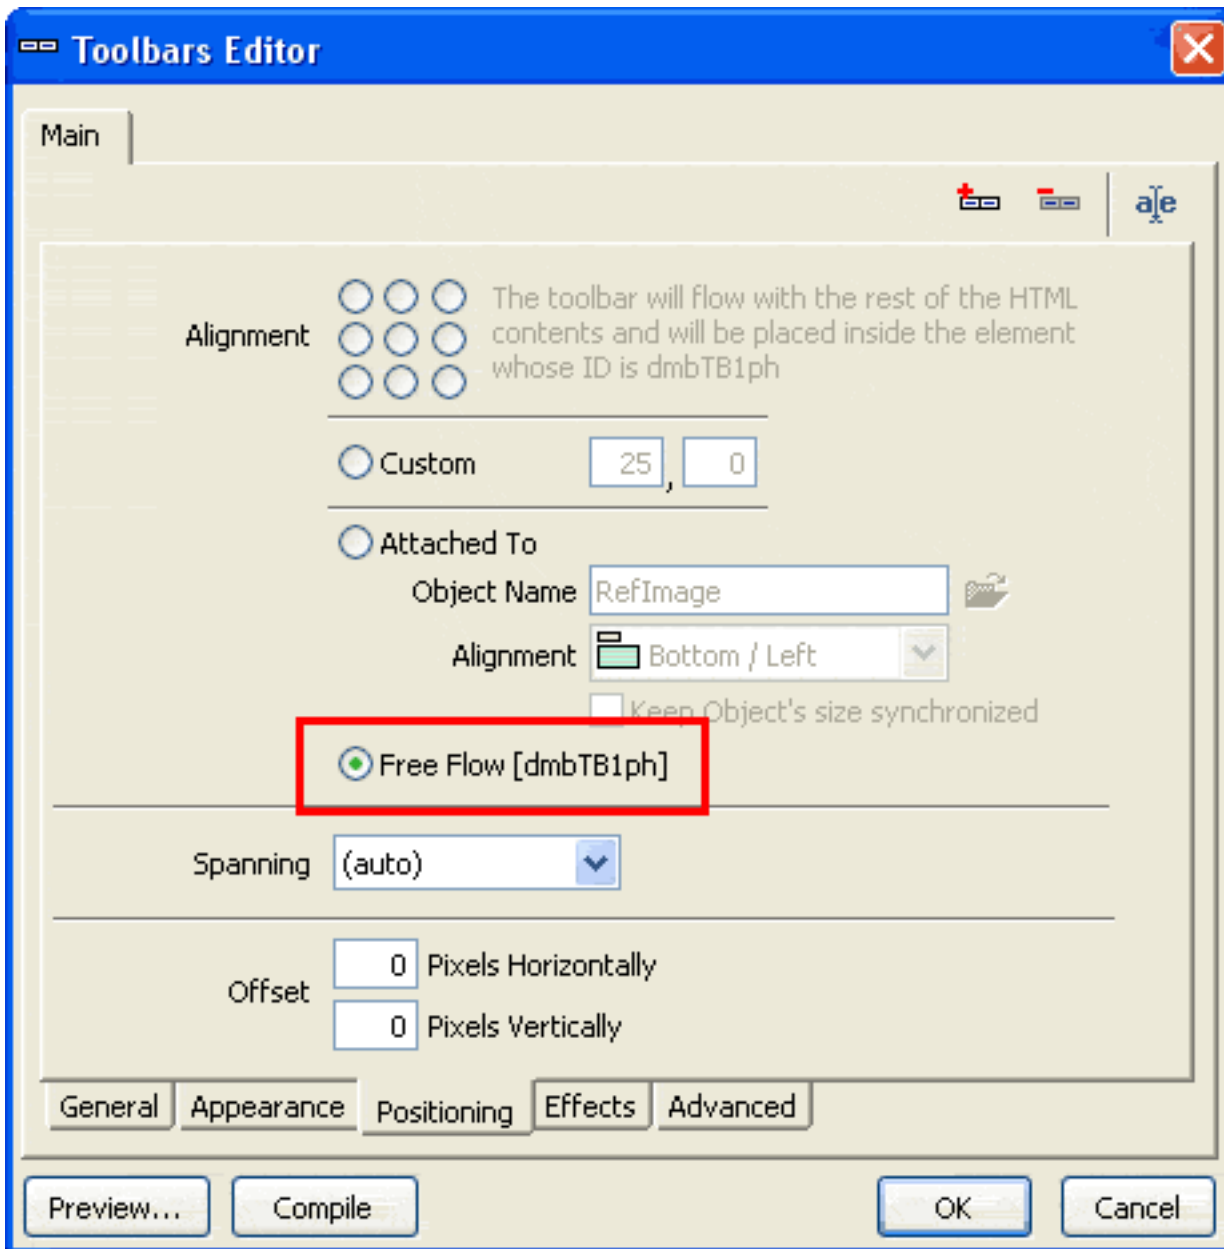 Toolbars Editor
Main
ae
Alignment
The toolbar will flow with the rest of the HTML
contents and will be placed inside the element
whose ID is dmbTB1ph
Custom
25 , 0
Attached To
Object Name RefImage
Alignment Bottom / Left
Keep Object's size synchronized
Free Flow [dmbTB1ph]
Spanning (auto)
Offset
0 Pixels Horizontally
0 Pixels Vertically
General Appearance Positioning Effects Advanced
Preview... Compile OK Cancel